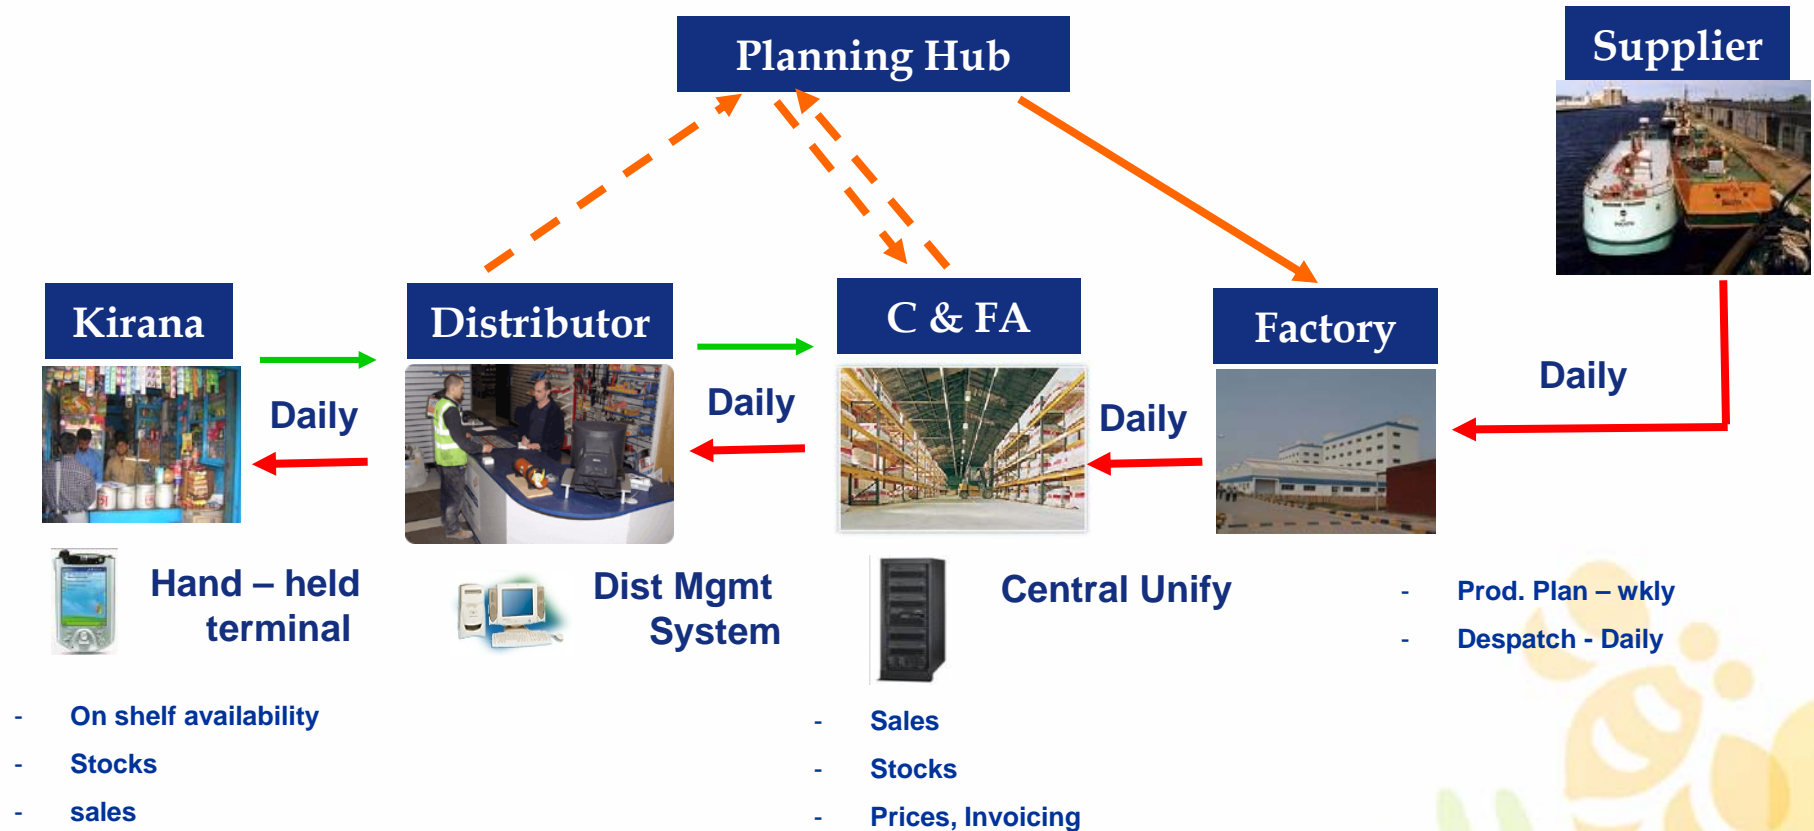 Planning Hub
Supplier
Kirana
Distributor
C & FA
Factory
Daily
Daily
Daily
Daily
Hand – held
terminal
Dist Mgmt
System
Central Unify
- Prod. Plan – wkly
- Despatch - Daily
- On shelf availability
- Stocks
- sales
- Sales
- Stocks
- Prices, Invoicing